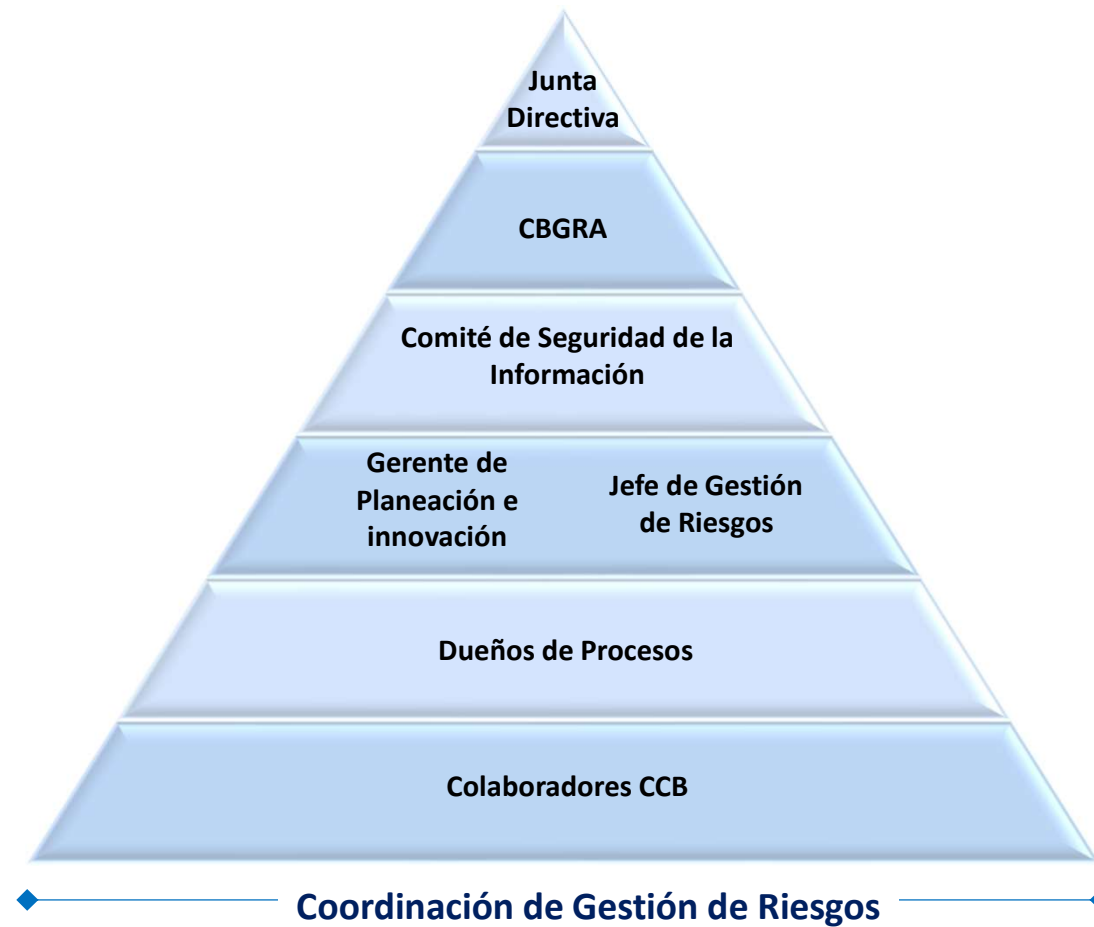 Junta
Directiva
CBGRA
Comité de Seguridad de la
Información
Gerente de
Planeación e
innovación
Jefe de Gestión
de Riesgos
Dueños de Procesos
Colaboradores CCB
Coordinación de Gestión de Riesgos